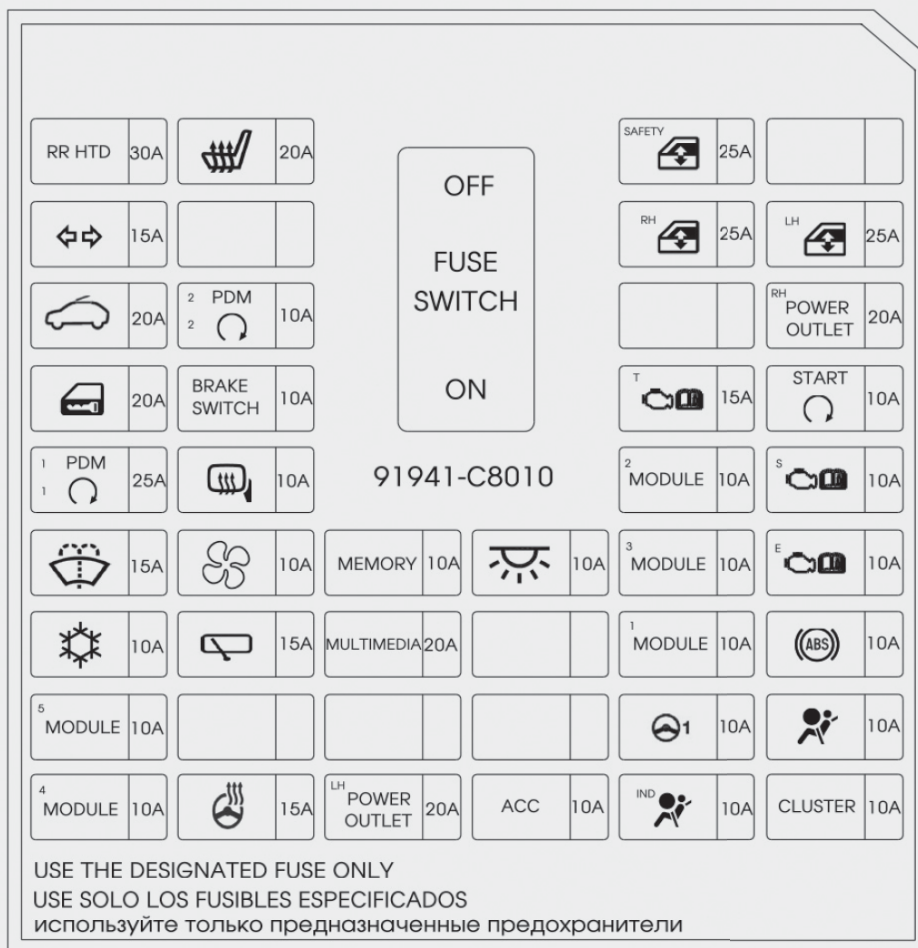 RR HTD 30A 20A SAFETY 25A
OFF
15A RH 25A LH 25A
FUSE
SWITCH
20A 2 PDM 2 10A RH POWER OUTLET 20A
ON
20A BRAKE SWITCH 10A T 15A START 10A
1 PDM 1 25A 10A 91941-C8010 2 MODULE 10A S 10A
15A 10A MEMORY 10A 10A 3 MODULE 10A E 10A
10A 15A MULTIMEDIA 20A 1 MODULE 10A ABS 10A
5 MODULE 10A 1 10A 10A
4 MODULE 10A 15A LH POWER OUTLET 20A ACC 10A IND 10A CLUSTER 10A
USE THE DESIGNATED FUSE ONLY
USE SOLO LOS FUSIBLES ESPECIFICADOS
используйте только предназначенные предохранители